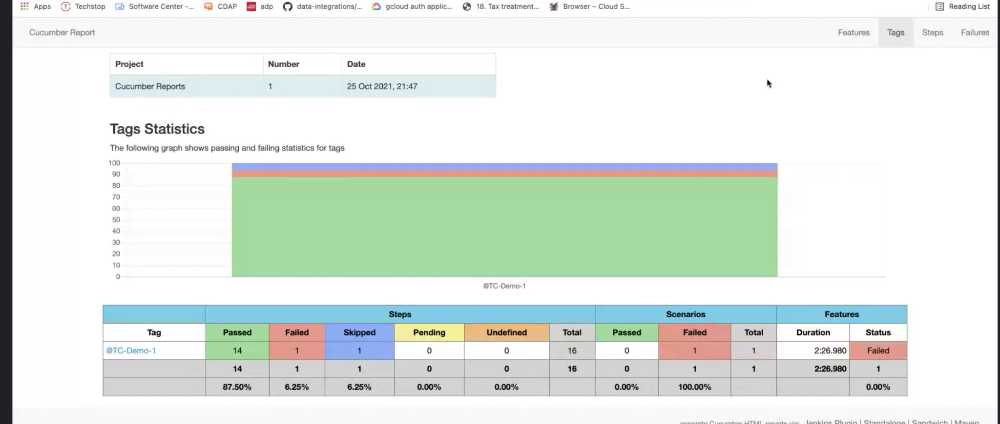 Apps Techstop Software Center -... CDAP adp data-integrations/... gcloud auth applic... 18. Tax treatment... Browser – Cloud S... Reading List
Cucumber Report Features Tags Steps Failures
Project Number Date
Cucumber Reports 1 25 Oct 2021, 21:47
Tags Statistics
The following graph shows passing and failing statistics for tags
100
90
80
70
60
50
40
30
20
10
0
@TC-Demo-1
Steps Scenarios Features
Tag Passed Failed Skipped Pending Undefined Total Passed Failed Total Duration Status
@TC-Demo-1 14 1 1 0 0 16 0 1 1 2:26.980 Failed
14 1 1 0 0 16 0 1 1 2:26.980 1
87.50% 6.25% 6.25% 0.00% 0.00% 0.00% 100.00% 0.00%
generate Cucumber HTML reports via: Jenkins Plugin | Standalone | Sandwich | Maven